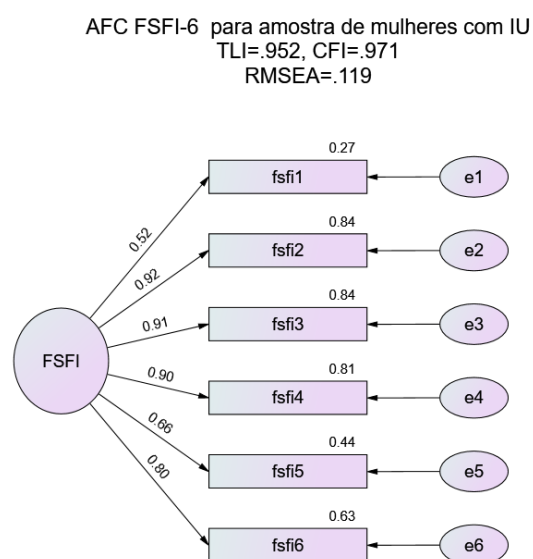 AFC FSFI-6 para amostra de mulheres com IU
TLI=.952, CFI=.971
RMSEA=.119
0.27
fsfi1
e1
0.52
0.84
fsfi2
e2
0.92
0.84
fsfi3
e3
0.91
0.81
fsfi4
e4
0.90
FSFI
0.44
fsfi5
e5
0.66
0.63
fsfi6
e6
0.80